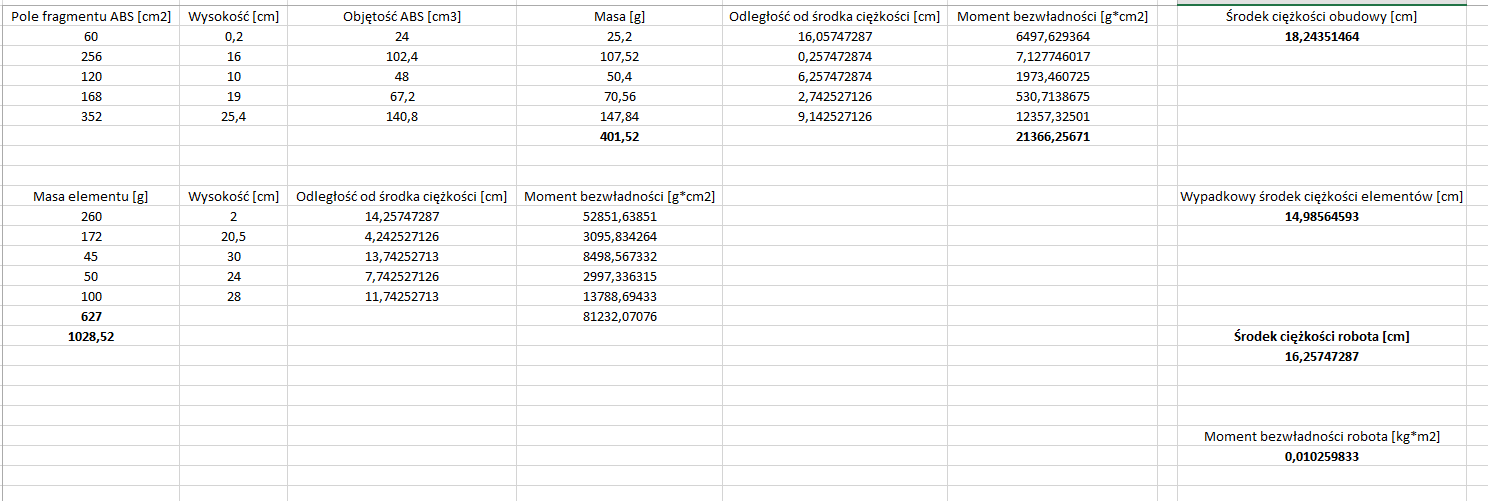 Pole fragmentu ABS [cm2] Wysokość [cm] Objętość ABS [cm3] Masa [g] Odległość od środka ciężkości [cm] Moment bezwładności [g*cm2] Środek ciężkości obudowy [cm]
60 0,2 24 25,2 16,05747287 6497,629364 18,24351464
256 16 102,4 107,52 0,257472874 7,127746017
120 10 48 50,4 6,257472874 1973,460725
168 19 67,2 70,56 2,742527126 530,7138675
352 25,4 140,8 147,84 9,142527126 12357,32501
401,52 21366,25671
Masa elementu [g] Wysokość [cm] Odległość od środka ciężkości [cm] Moment bezwładności [g*cm2] Wypadkowy środek ciężkości elementów [cm]
260 2 14,25747287 52851,63851 14,98564593
172 20,5 4,242527126 3095,834264
45 30 13,74252713 8498,567332
50 24 7,742527126 2997,336315
100 28 11,74252713 13788,69433
627 81232,07076
1028,52 Środek ciężkości robota [cm]
16,25747287
Moment bezwładności robota [kg*m2]
0,010259833